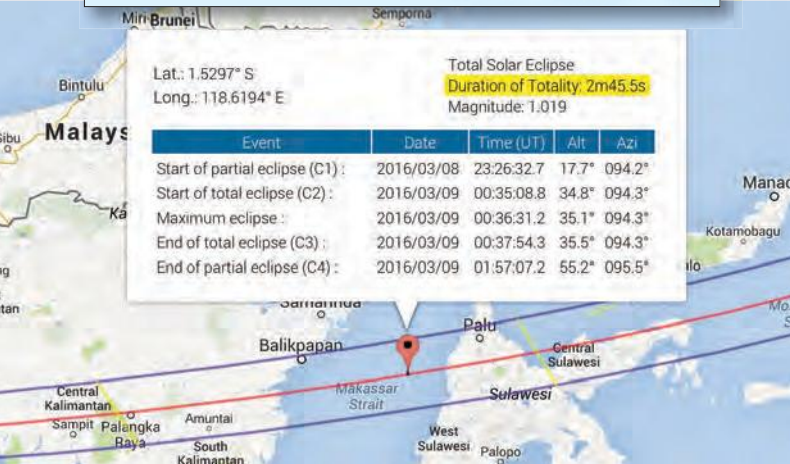 Miri
Brunei
Semporna
Bintulu
Sibu
Malays
Ka
Lat.: 1.5297° S
Long.: 118.6194° E
Total Solar Eclipse
Duration of Totality: 2m45.5s
Magnitude: 1.019
Event Date Time (UT) Alt Azi
Start of partial eclipse (C1) : 2016/03/08 23:26:32.7 17.7° 094.2°
Start of total eclipse (C2) : 2016/03/09 00:35:08.8 34.8° 094.3°
Maximum eclipse : 2016/03/09 00:36:31.2 35.1° 094.3°
End of total eclipse (C3) : 2016/03/09 00:37:54.3 35.5° 094.3°
End of partial eclipse (C4) : 2016/03/09 01:57:07.2 55.2° 095.5°
Manad
Kotamobagu
lo
ng
tan
Samarinda
Balikpapan
Palu
Central
Sulawesi
Mo
S
Makassar
Strait
Sulawesi
Central
Kalimantan
Sampit
Palangka
Raya
Amuntai
South
Kalimantan
West
Sulawesi
Palopo